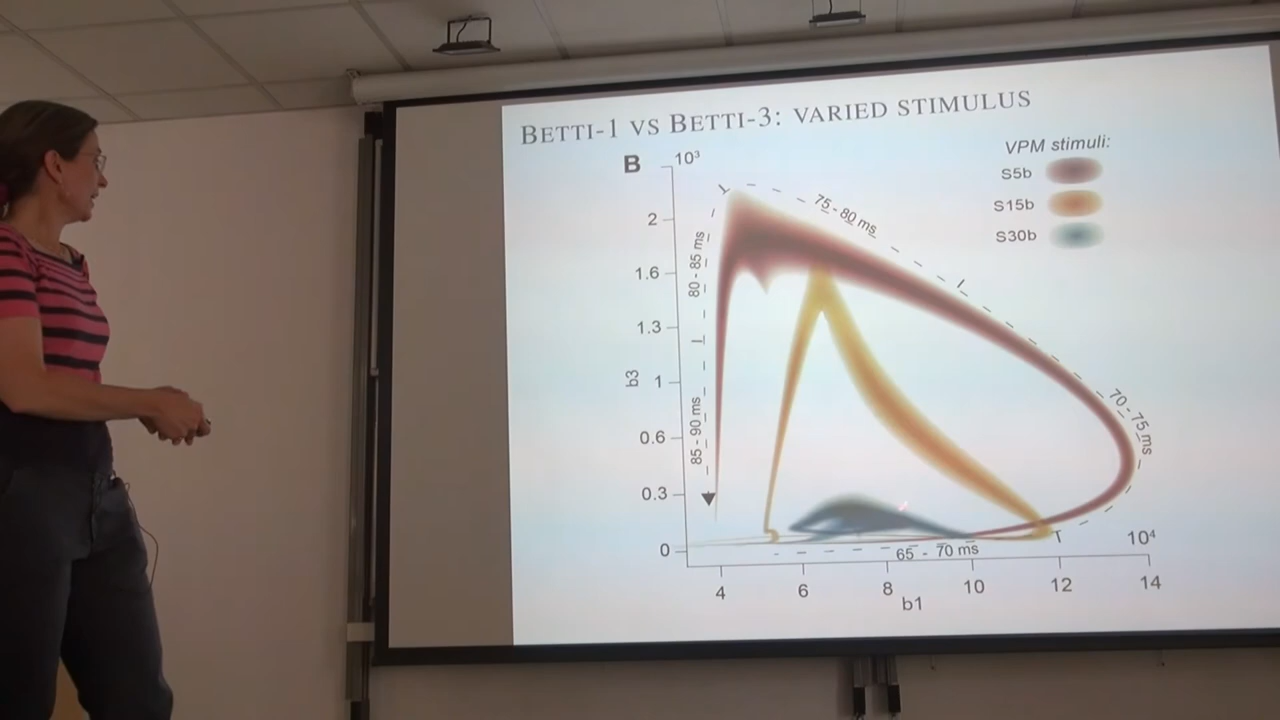 BETTI-1 VS BETTI-3: VARIED STIMULUS
B
10³
VPM stimuli:
S5b
S15b
S30b
2
1.6
1.3
1
0.6
0.3
0
b3
80 - 85 ms
85 - 90 ms
75 - 80 ms
70 - 75 ms
65 - 70 ms
10⁴
4
6
8
10
12
14
b1